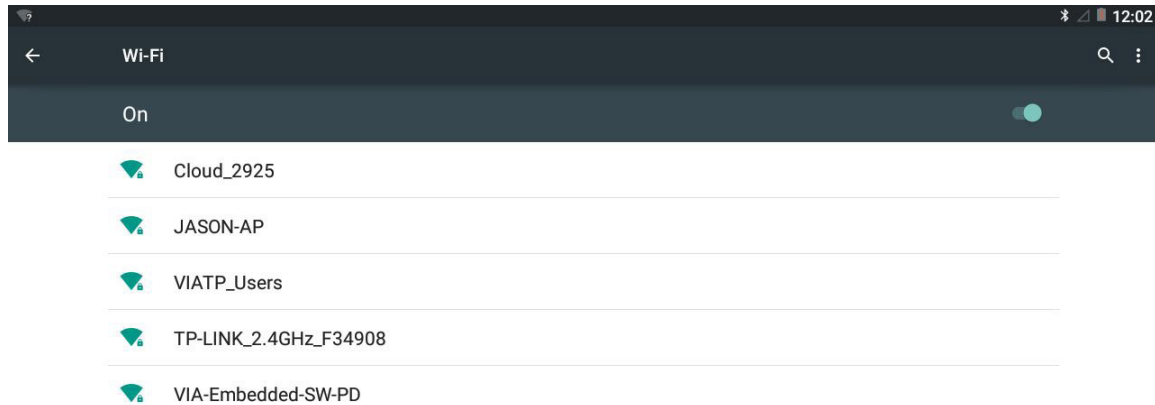 12:02
Wi-Fi
On
Cloud_2925
JASON-AP
VIATP_Users
TP-LINK_2.4GHz_F34908
VIA-Embedded-SW-PD